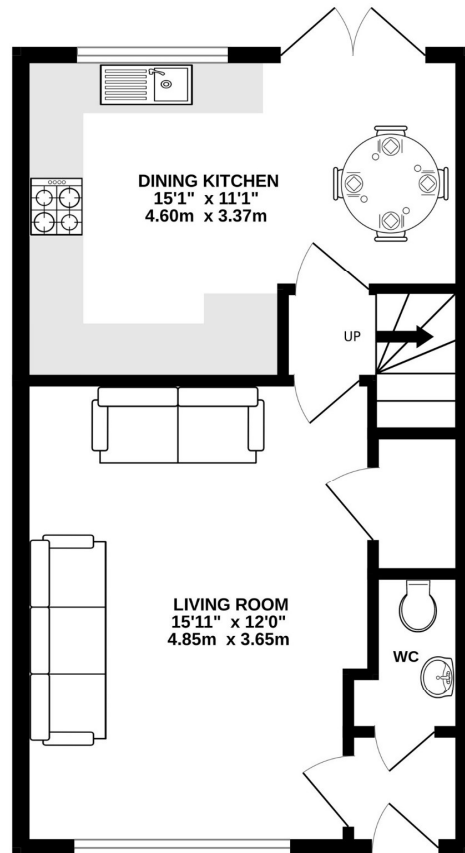 DINING KITCHEN
15'1" x 11'1"
4.60m x 3.37m
UP
LIVING ROOM
15'11" x 12'0"
4.85m x 3.65m
WC